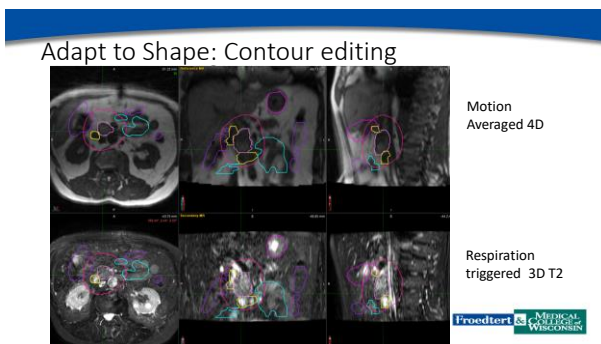 Adapt to Shape: Contour editing
Motion
Averaged 4D
Respiration
triggered 3D T2
Froedtert & MEDICAL
COLLEGE of
WISCONSIN